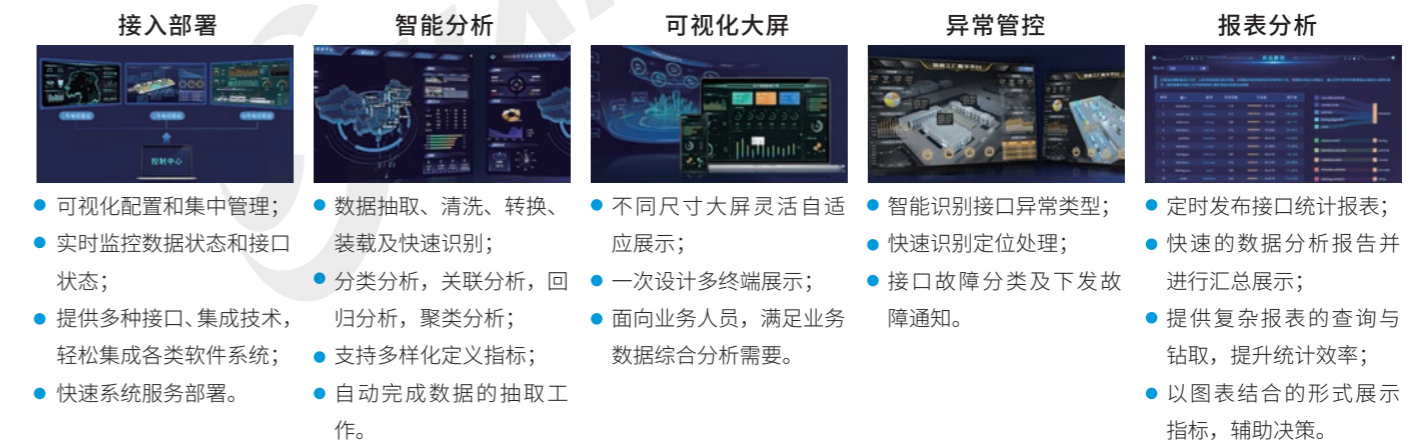 接入部署
控制中心
可视化配置和集中管理；
实时监控数据状态和接口
状态；
提供多种接口、集成技术，
轻松集成各类软件系统；
快速系统服务部署。
智能分析
数据抽取、清洗、转换、
装载及快速识别；
分类分析，关联分析，回
归分析，聚类分析；
支持多样化定义指标；
自动完成数据的抽取工
作。
可视化大屏
不同尺寸大屏灵活自适
应展示；
一次设计多终端展示；
面向业务人员，满足业务
数据综合分析需要。
异常管控
智能识别接口异常类型；
快速识别定位处理；
接口故障分类及下发故
障通知。
报表分析
定时发布接口统计报表；
快速的数据分析报告并
进行汇总展示；
提供复杂报表的查询与
钻取，提升统计效率；
以图表结合的形式展示
指标，辅助决策。